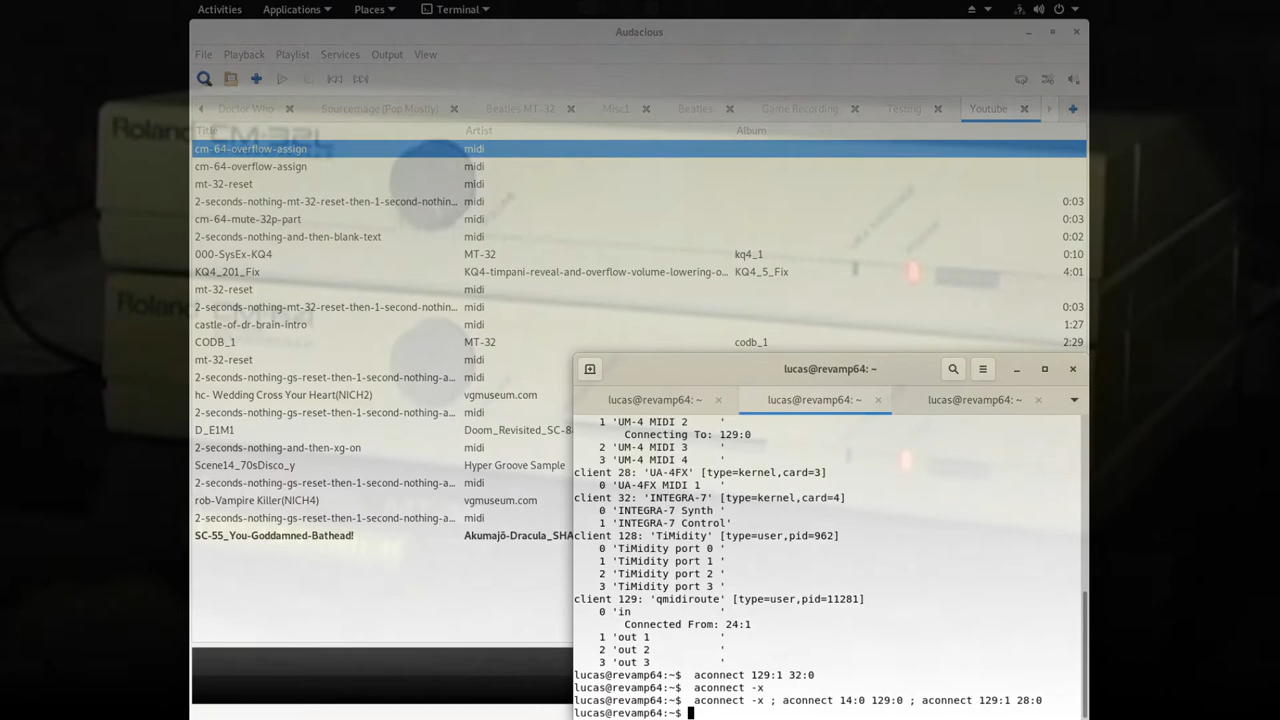 Activities Applications Places Terminal
Audacious
File Playback Playlist Services Output View
Doctor Who Sourcemage (Pop Mostly) Beatles MT-32 Misc1 Beatles Game Recording Testing Youtube
Title Artist Album
Roland CM-32L
cm-64-overflow-assign midi
cm-64-overflow-assign midi
mt-32-reset midi
2-seconds-nothing-mt-32-reset-then-1-second-nothin... midi 0:03
cm-64-mute-32p-part midi 0:03
2-seconds-nothing-and-then-blank-text midi 0:02
000-SysEx-KQ4 MT-32 kq4_1 0:10
KQ4_201_Fix KQ4-timpani-reveal-and-overflow-volume-lowering-o... KQ4_5_Fix 4:01
mt-32-reset midi
2-seconds-nothing-mt-32-reset-then-1-second-nothin... midi 0:03
Roland
castle-of-dr-brain-intro midi 1:27
CODB_1 MT-32 codb_1 2:29
mt-32-reset midi
2-seconds-nothing-gs-reset-then-1-second-nothing-a... midi
hc- Wedding Cross Your Heart(NICH2) vgmuseum.com
2-seconds-nothing-gs-reset-then-1-second-nothing-a... midi
D_E1M1 Doom_Revisited_SC-8
2-seconds-nothing-and-then-xg-on midi
Scene14_70sDisco_y Hyper Groove Sample
2-seconds-nothing-gs-reset-then-1-second-nothing-a... midi
rob-Vampire Killer(NICH4) vgmuseum.com
2-seconds-nothing-gs-reset-then-1-second-nothing-a... midi
SC-55_You-Goddamned-Bathead! Akumajō-Dracula_SHA
lucas@revamp64: ~
lucas@revamp64: ~ lucas@revamp64: ~ lucas@revamp64: ~
1 'UM-4 MIDI 2 '
Connecting To: 129:0
2 'UM-4 MIDI 3 '
3 'UM-4 MIDI 4 '
client 28: 'UA-4FX' [type=kernel,card=3]
0 'UA-4FX MIDI 1 '
client 32: 'INTEGRA-7' [type=kernel,card=4]
0 'INTEGRA-7 Synth '
1 'INTEGRA-7 Control'
client 128: 'TiMidity' [type=user,pid=962]
0 'TiMidity port 0 '
1 'TiMidity port 1 '
2 'TiMidity port 2 '
3 'TiMidity port 3 '
client 129: 'qmidiroute' [type=user,pid=11281]
0 'in '
Connected From: 24:1
1 'out 1 '
2 'out 2 '
3 'out 3 '
lucas@revamp64:~$ aconnect 129:1 32:0
lucas@revamp64:~$ aconnect -x
lucas@revamp64:~$ aconnect -x ; aconnect 14:0 129:0 ; aconnect 129:1 28:0
lucas@revamp64:~$